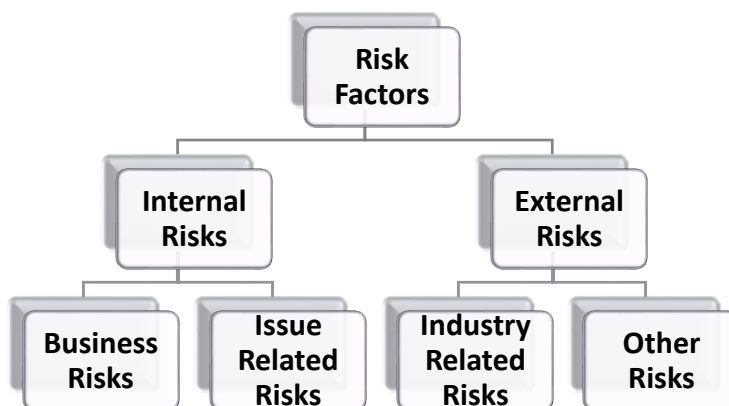 Risk
Factors
Internal
Risks
External
Risks
Business
Risks
Issue
Related
Risks
Industry
Related
Risks
Other
Risks